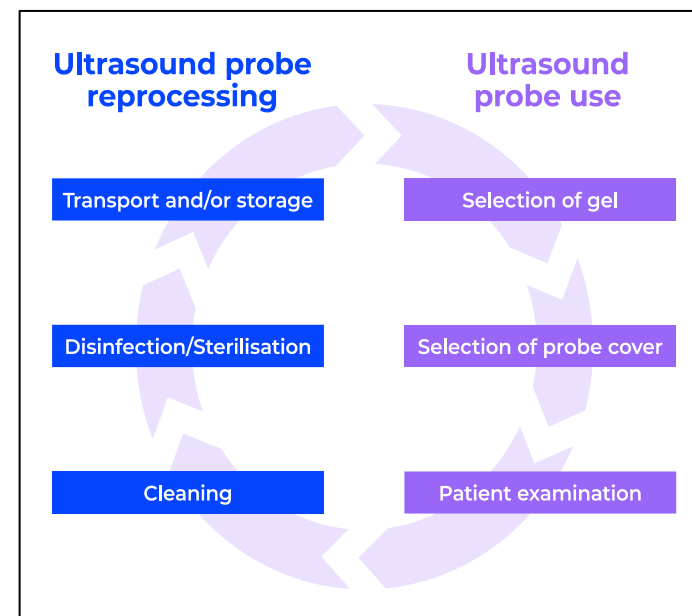 Ultrasound probe
reprocessing
Transport and/or storage
Disinfection/Sterilisation
Cleaning
Ultrasound
probe use
Selection of gel
Selection of probe cover
Patient examination